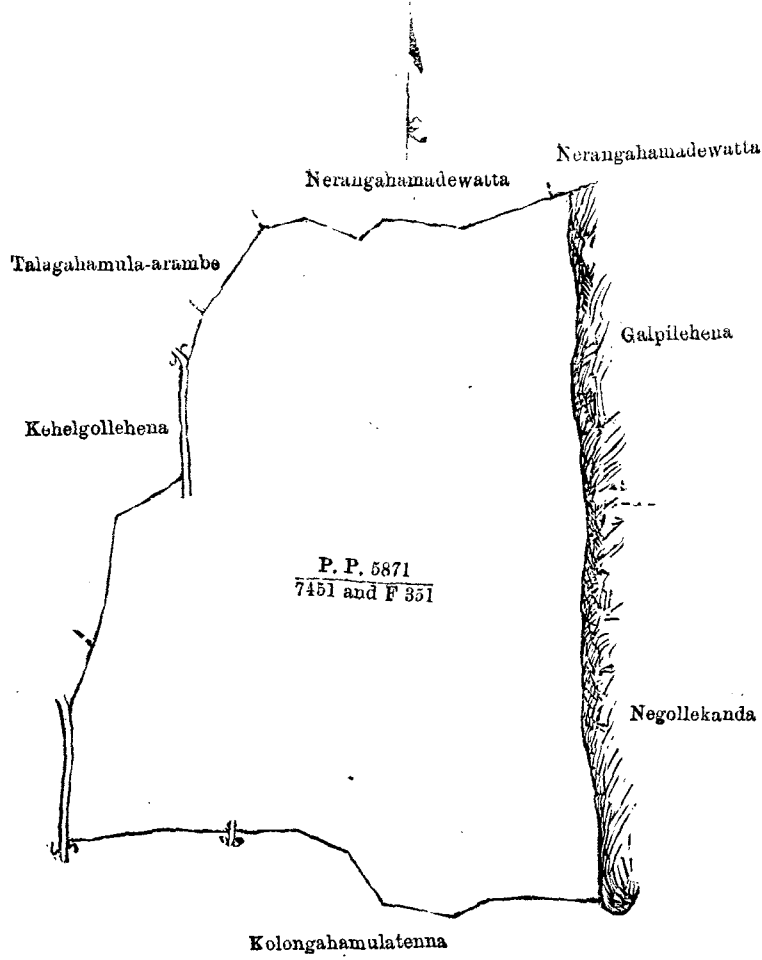 Nerangahamadewatta
Nerangahamadewatta
Talagahamula-arambe
Galpilehena
Kehelgollehena
P. P. 5871
7451 and F 351
Negollekanda
Kolongahamulatenna